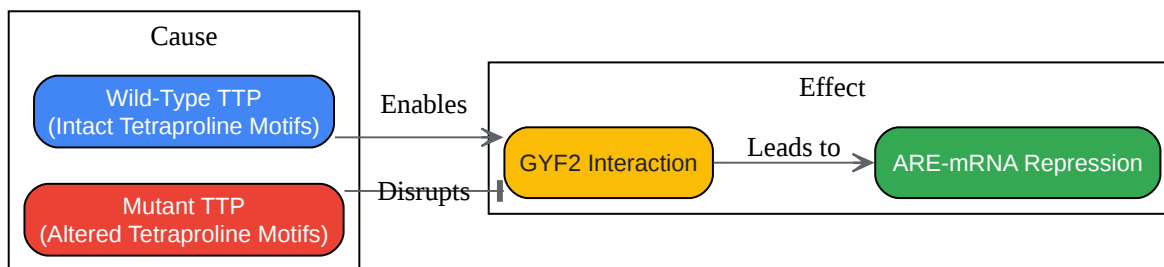 Cause
Wild-Type TTP
(Intact Tetraproline Motifs)
Mutant TTP
(Altered Tetraproline Motifs)
Enables
Disrupts
Effect
GYF2 Interaction
Leads to
ARE-mRNA Repression